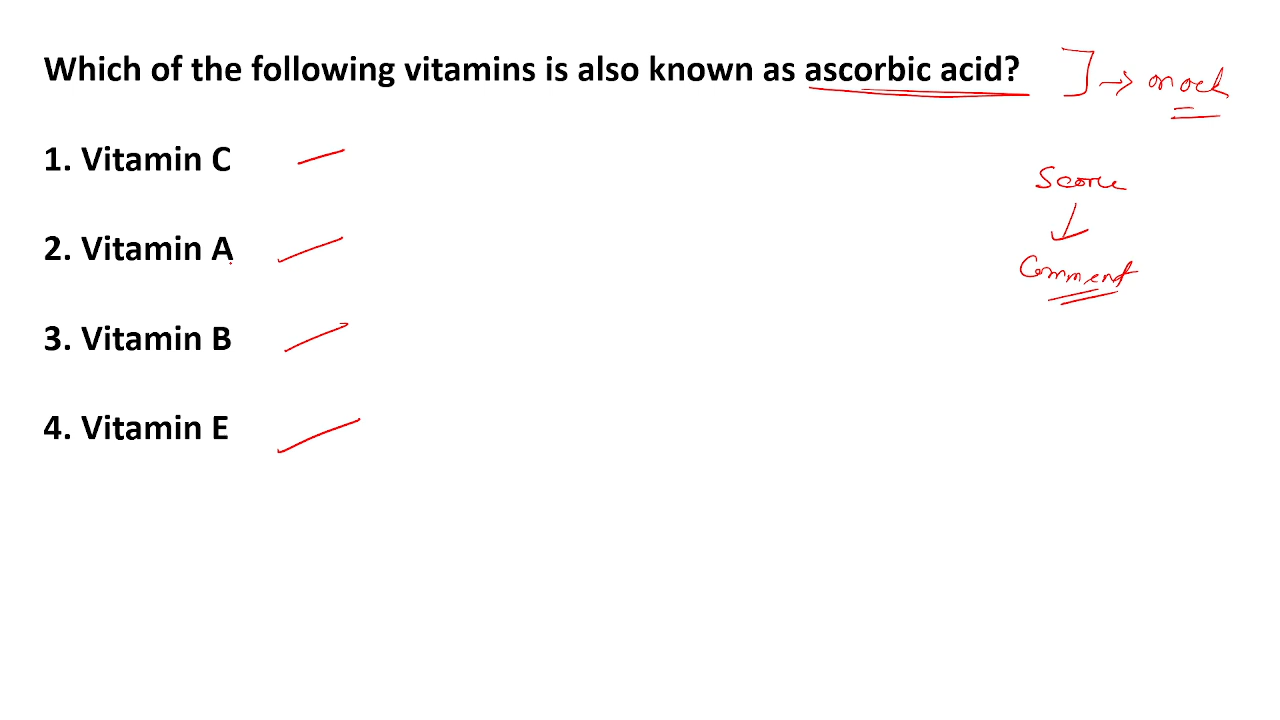 Which of the following vitamins is also known as ascorbic acid? → mock
1. Vitamin C
Score
2. Vitamin A
Comment
3. Vitamin B
4. Vitamin E